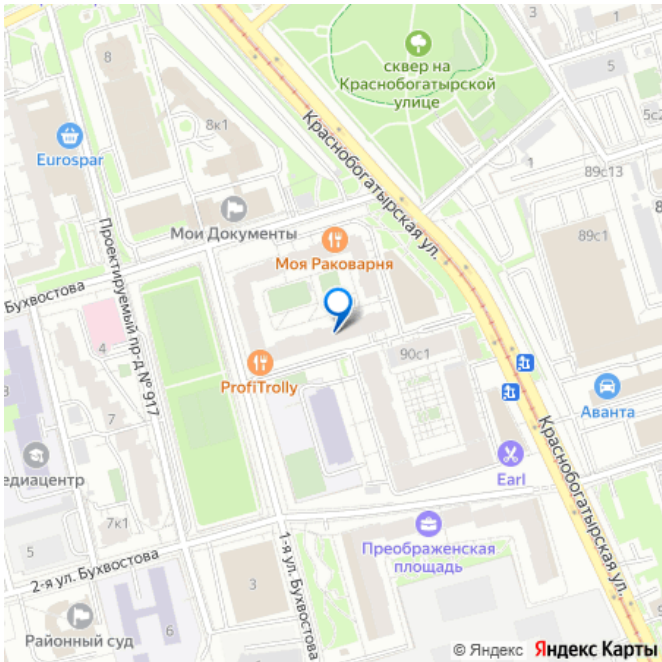 3
1
8
сквер на
Краснобогатырской
улице
5
5с2
8к1
Eurospar
Краснобогатырская ул.
1
89с13
Мои Документы
89с1
Моя Раковарня
Бухвостова
Проектируемый пр-д № 917
4
90с1
ProfiTrolly
Аванта
3
7
едиацентр
Earl
Краснобогатырская ул.
7к1
Преображенская
площадь
5
2-я ул. Бухвостова
1-я ул. Бухвостова
3
6
Районный суд
© Яндекс Яндекс Карты